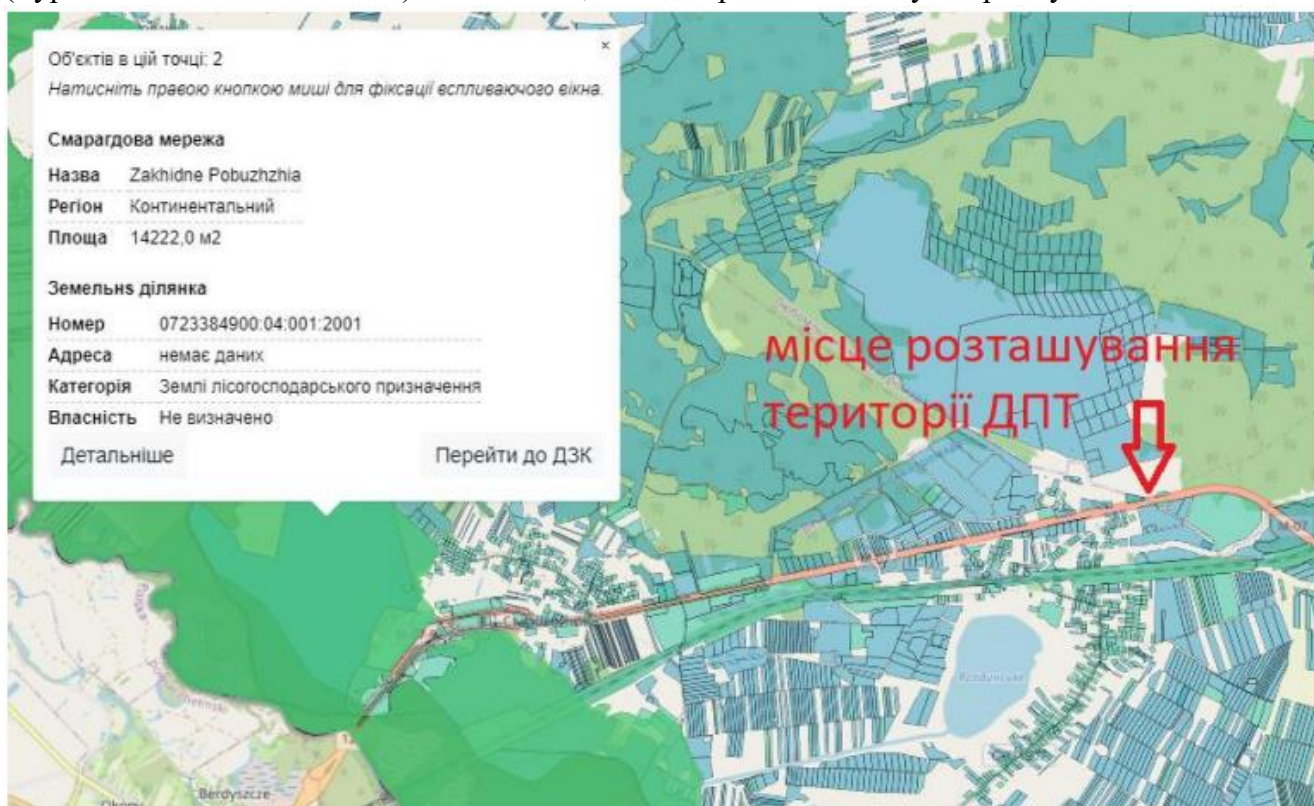 Об'єктів в цій точці: 2
×
Натисніть правою кнопкою миші для фіксації вспливаючого вікна.
Смарагдова мережа
Назва Zakhidne Pobuzhzhia
Регіон Континентальний
Площа 14222,0 м2
Земельнs ділянка
Номер 0723384900:04:001:2001
Адреса немає даних
Категорія Землі лісогосподарського призначення
Власність Не визначено
Детальніше Перейти до ДЗК
місце розташування
території ДПТ
Berdyszcze
Okopy